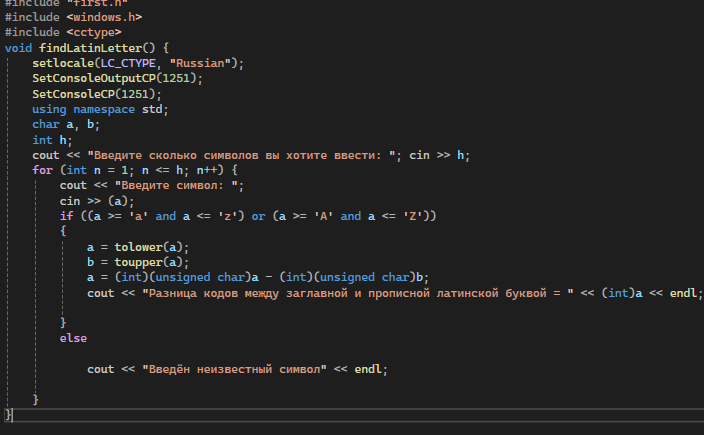 #include "first.h"
#include <windows.h>
#include <cctype>
void findLatinLetter() {
setlocale(LC_CTYPE, "Russian");
SetConsoleOutputCP(1251);
SetConsoleCP(1251);
using namespace std;
char a, b;
int h;
cout << "Введите сколько символов вы хотите ввести: "; cin >> h;
for (int n = 1; n <= h; n++) {
cout << "Введите символ: ";
cin >> (a);
if ((a >= 'a' and a <= 'z') or (a >= 'A' and a <= 'Z'))
{
a = tolower(a);
b = toupper(a);
a = (int)(unsigned char)a - (int)(unsigned char)b;
cout << "Разница кодов между заглавной и прописной латинской буквой = " << (int)a << endl;
}
else
cout << "Введён неизвестный символ" << endl;
}
}